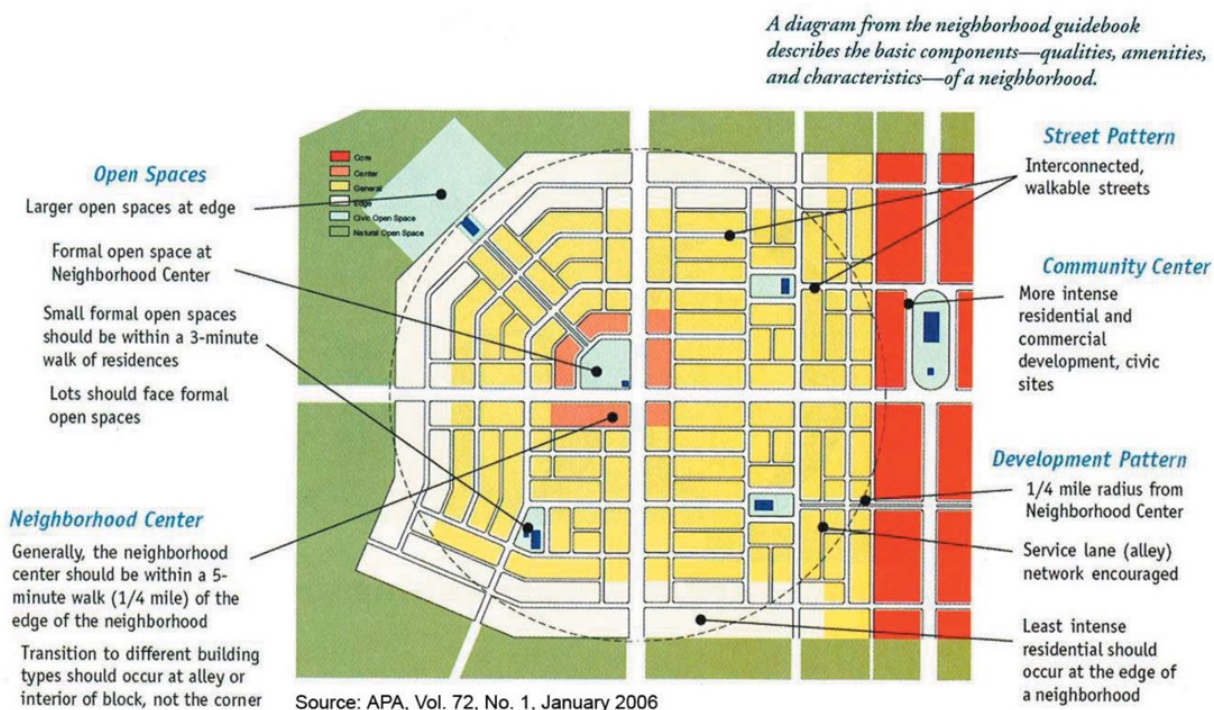 A diagram from the neighborhood guidebook
describes the basic components—qualities, amenities,
and characteristics—of a neighborhood.
Open Spaces
Larger open spaces at edge
Formal open space at
Neighborhood Center
Small formal open spaces
should be within a 3-minute
walk of residences
Lots should face formal
open spaces
Neighborhood Center
Generally, the neighborhood
center should be within a 5-
minute walk (1/4 mile) of the
edge of the neighborhood
Transition to different building
types should occur at alley or
interior of block, not the corner
Core
Center
General
Edge
Civic Open Space
Natural Open Space
Street Pattern
Interconnected,
walkable streets
Community Center
More intense
residential and
commercial
development, civic
sites
Development Pattern
1/4 mile radius from
Neighborhood Center
Service lane (alley)
network encouraged
Least intense
residential should
occur at the edge of
a neighborhood
Source: APA, Vol. 72, No. 1, January 2006